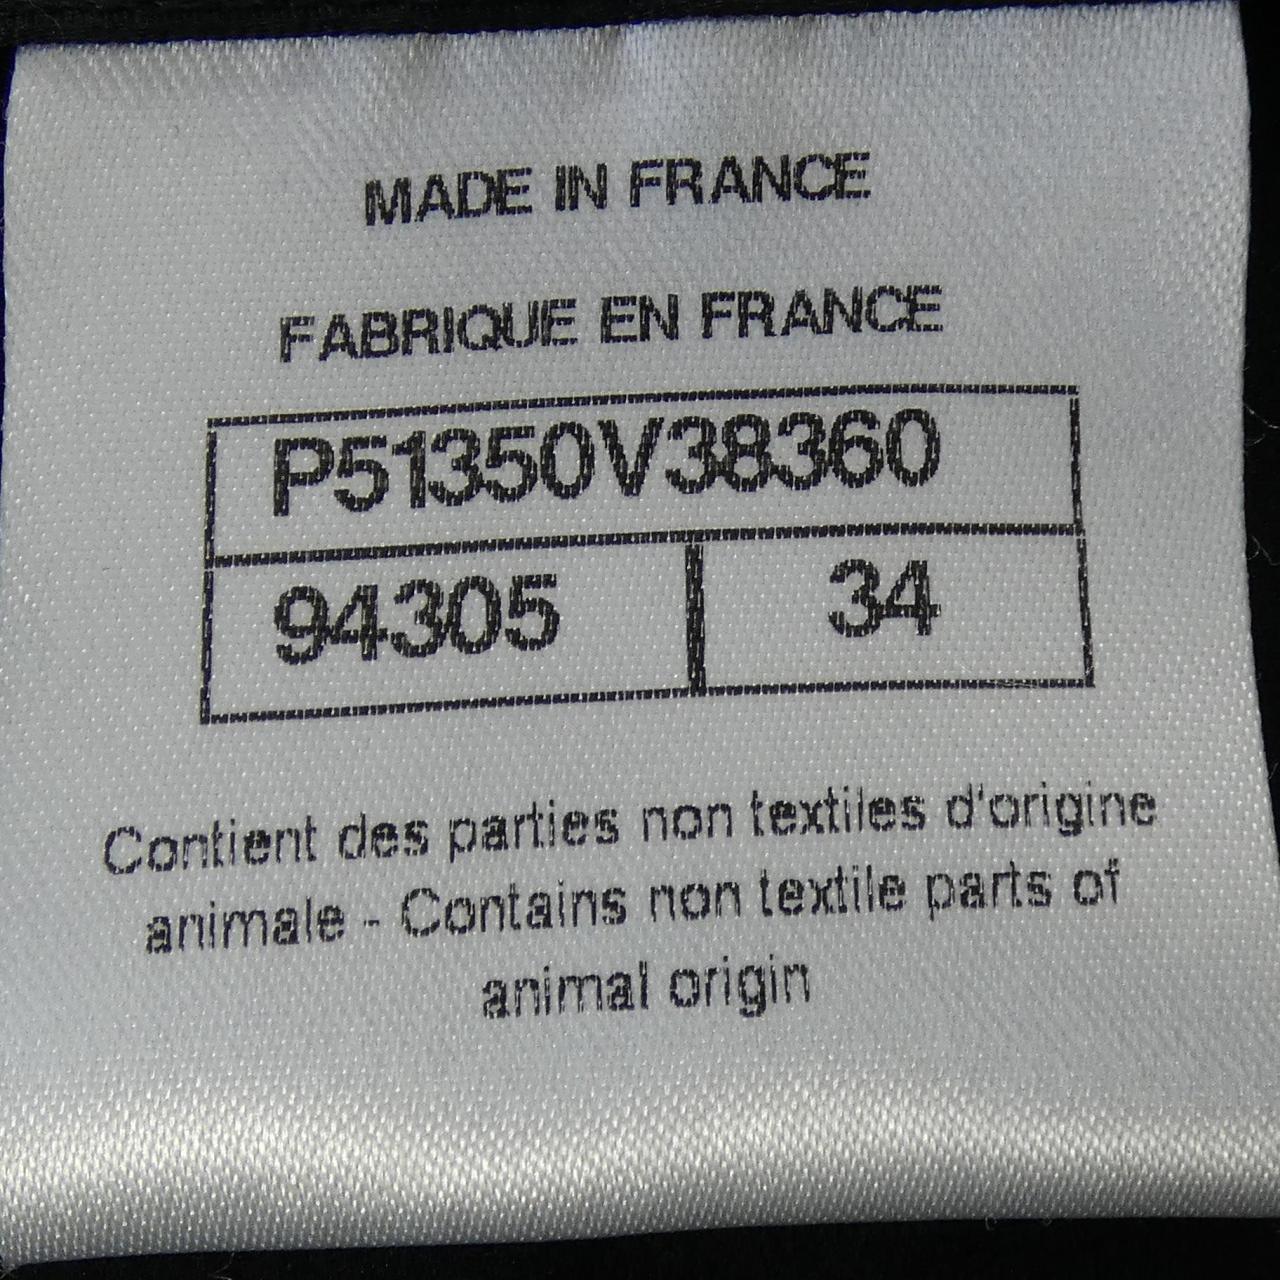 MADE IN FRANCE
FABRIQUE EN FRANCE
P51350V38360
94305 34
Contient des parties non textiles d'origine
animale - Contains non textile parts of
animal origin